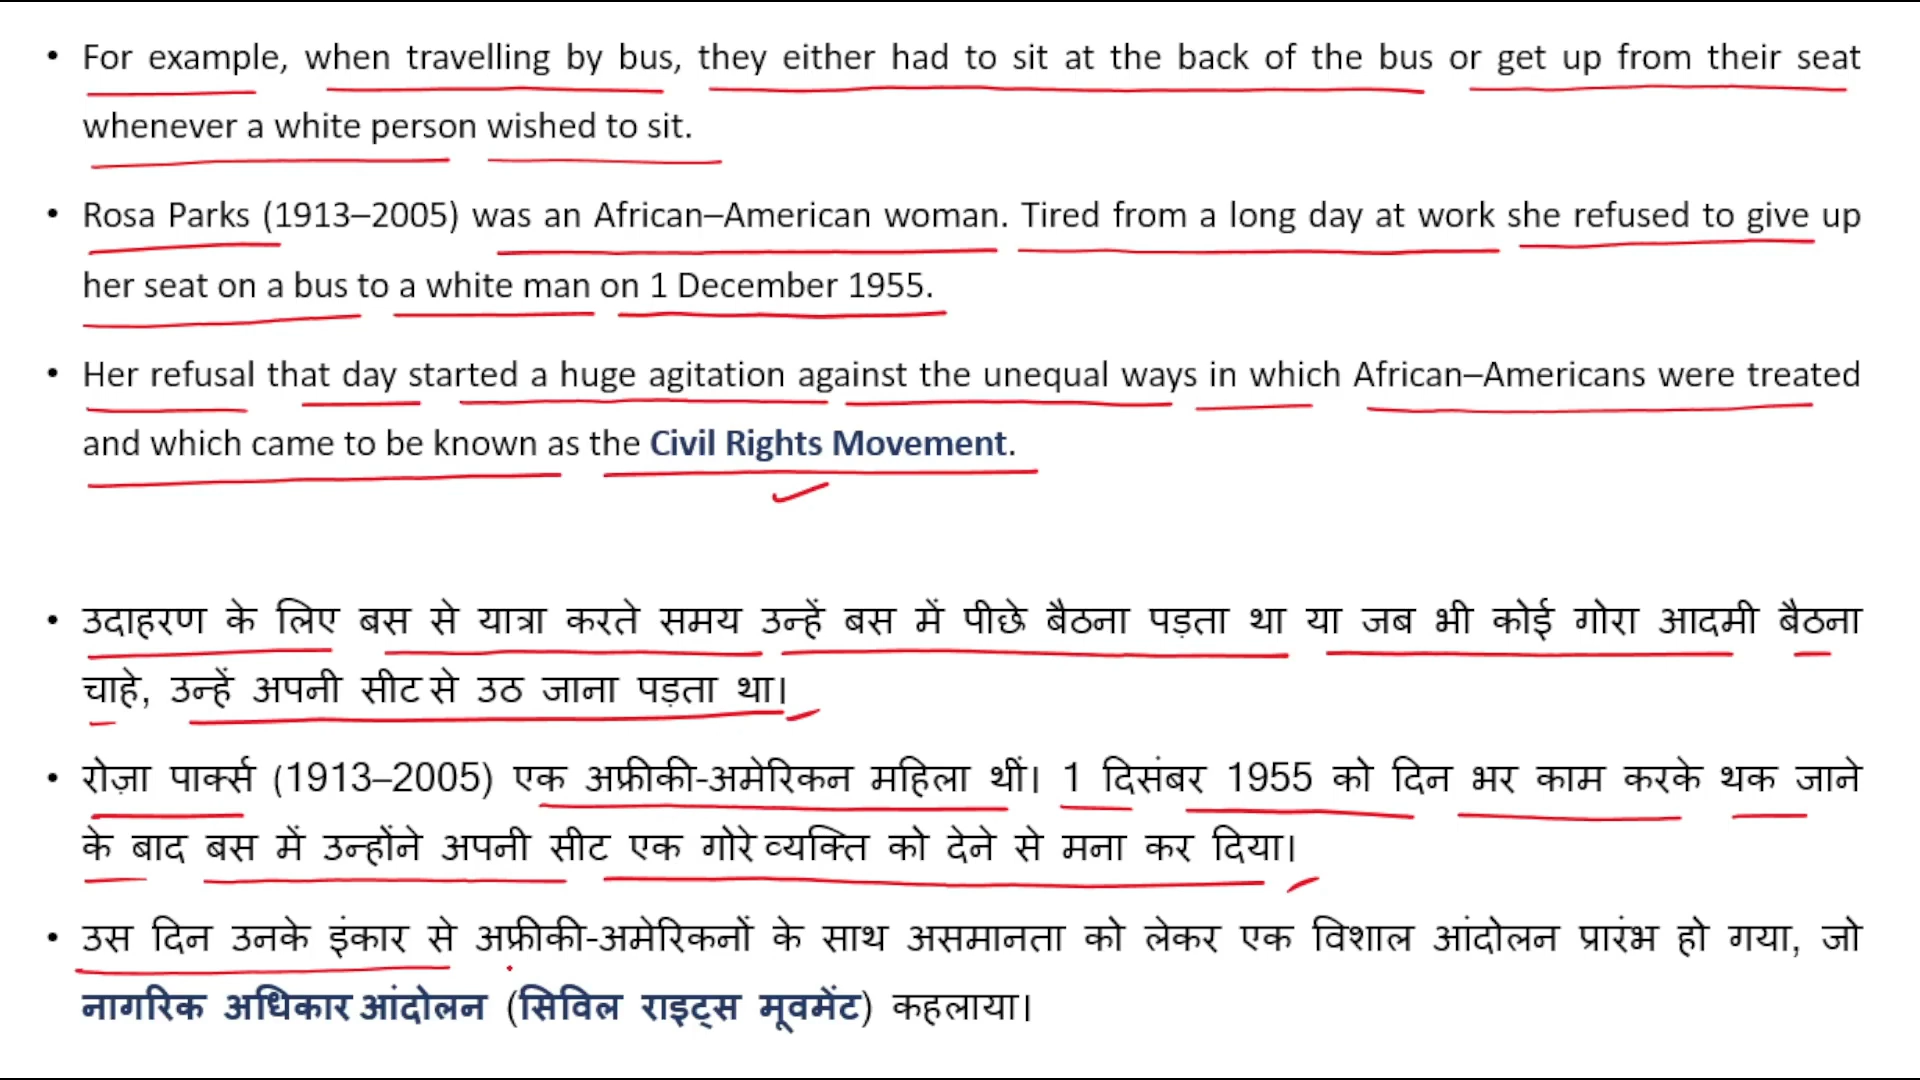 • For example, when travelling by bus, they either had to sit at the back of the bus or get up from their seat
whenever a white person wished to sit.
• Rosa Parks (1913–2005) was an African–American woman. Tired from a long day at work she refused to give up
her seat on a bus to a white man on 1 December 1955.
• Her refusal that day started a huge agitation against the unequal ways in which African–Americans were treated
and which came to be known as the Civil Rights Movement.
• उदाहरण के लिए बस से यात्रा करते समय उन्हें बस में पीछे बैठना पड़ता था या जब भी कोई गोरा आदमी बैठना
चाहे, उन्हें अपनी सीट से उठ जाना पड़ता था।
• रोज़ा पार्क्स (1913–2005) एक अफ्रीकी-अमेरिकन महिला थीं। 1 दिसंबर 1955 को दिन भर काम करके थक जाने
के बाद बस में उन्होंने अपनी सीट एक गोरे व्यक्ति को देने से मना कर दिया।
• उस दिन उनके इंकार से अफ्रीकी-अमेरिकनों के साथ असमानता को लेकर एक विशाल आंदोलन प्रारंभ हो गया, जो
नागरिक अधिकार आंदोलन (सिविल राइट्स मूवमेंट) कहलाया।